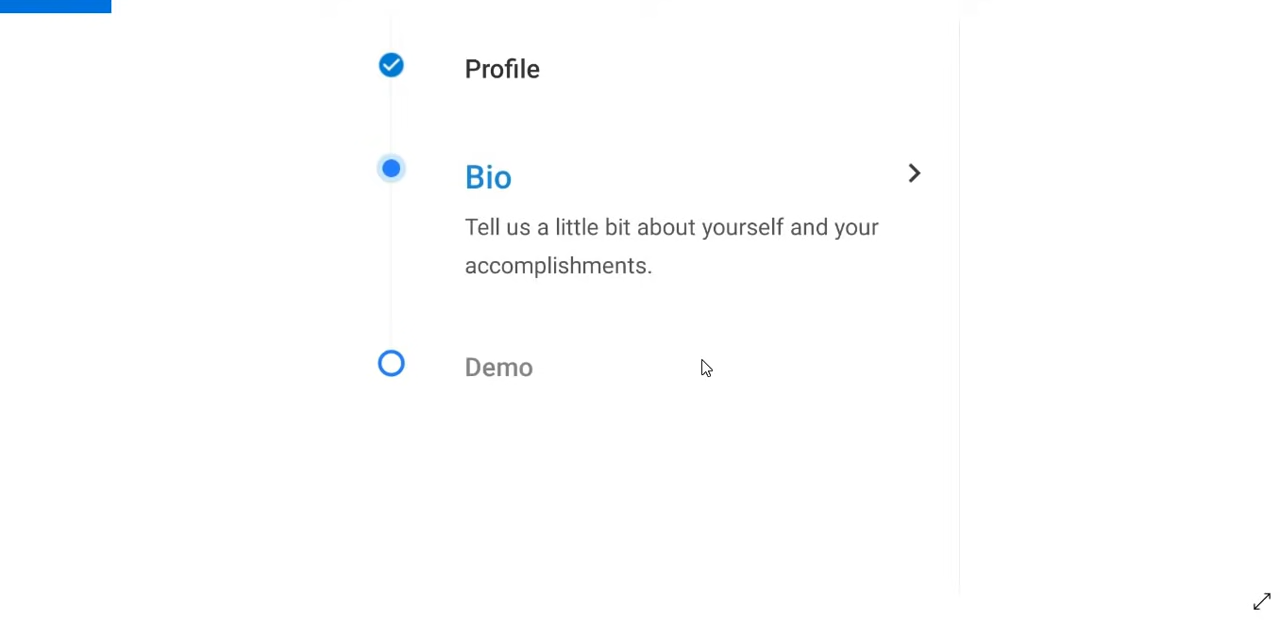 Profile
Bio
Tell us a little bit about yourself and your
accomplishments.
Demo